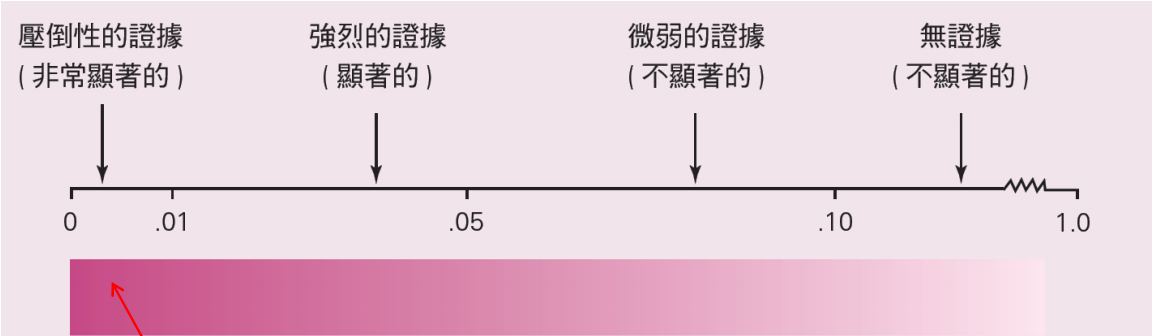 壓倒性的證據
(非常顯著的)
強烈的證據
(顯著的)
微弱的證據
(不顯著的)
無證據
(不顯著的)
0
.01
.05
.10
1.0